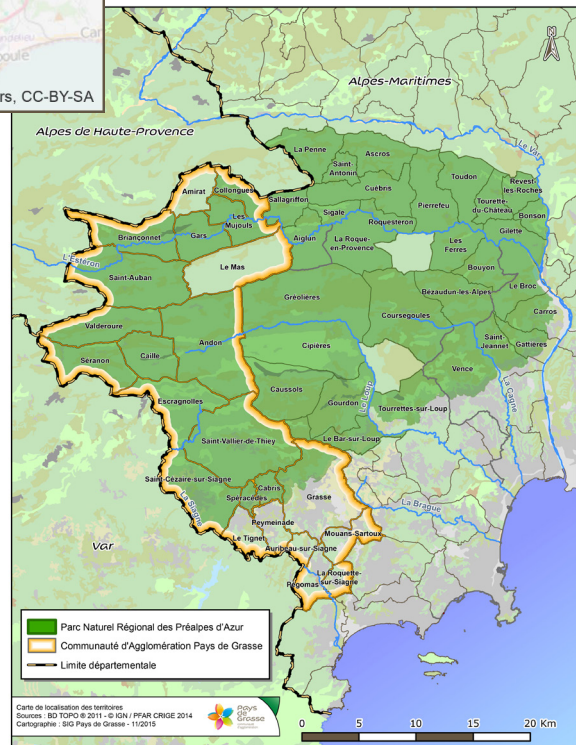 rs, CC-BY-SA
N
Alpes-Maritimes
Alpes de Haute-Provence
Le Var
La Penne
Ascros
Saint-
Antonin
Toudon
Revest-
les-Roches
Amirat
Collongues
Cuébris
Sallagriffon
Pierrefeu
Tourette-
du-Château
Les
Mujouls
Sigale
Bonson
Roquesteron
Gilette
Briançonnet
Gars
Aiglun
La Roque-
en-Provence
Les
Ferres
L'Estéron
Le Mas
Bouyon
Saint-Auban
Le Broc
Gréolières
Bézaudun-les-Alpes
Carros
Coursegoules
Valderoure
Andon
Cipières
Saint-
Jeannet
Gattières
Caille
Séranon
Vence
Caussols
Escragnolles
Gourdon
Le Loup
Tourrettes-sur-Loup
La Cagne
Saint-Vallier-de-Thiey
Le Bar-sur-Loup
Saint-Cézaire-sur-Siagne
Cabris
Spéracèdes
Grasse
La Siagne
La Brague
Peymeinade
Mouans-Sartoux
Le Tignet
Auribeau-sur-Siagne
Var
La Roquette-
sur-Siagne
Pégomas
Parc Naturel Régional des Préalpes d'Azur
Communauté d'Agglomération Pays de Grasse
Limite départementale
Carte de localisation des territoires
Sources : BD TOPO ® 2011 - © IGN / PFAR CRIGE 2014
Cartographie : SIG Pays de Grasse - 11/2015
Pays
de
Grasse
0 5 10 15 20 Km